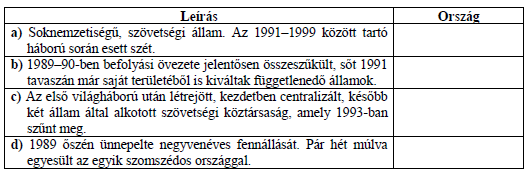 Leírás Ország
a) Soknemzetiségű, szövetségi állam. Az 1991–1999 között tartó
háború során esett szét.
b) 1989–90-ben befolyási övezete jelentősen összeszűkült, sőt 1991
tavaszán már saját területéből is kiváltak függetlenedő államok.
c) Az első világháború után létrejött, kezdetben centralizált, később
két állam által alkotott szövetségi köztársaság, amely 1993-ban
szűnt meg.
d) 1989 őszén ünnepelte negyvenéves fennállását. Pár hét múlva
egyesült az egyik szomszédos országgal.